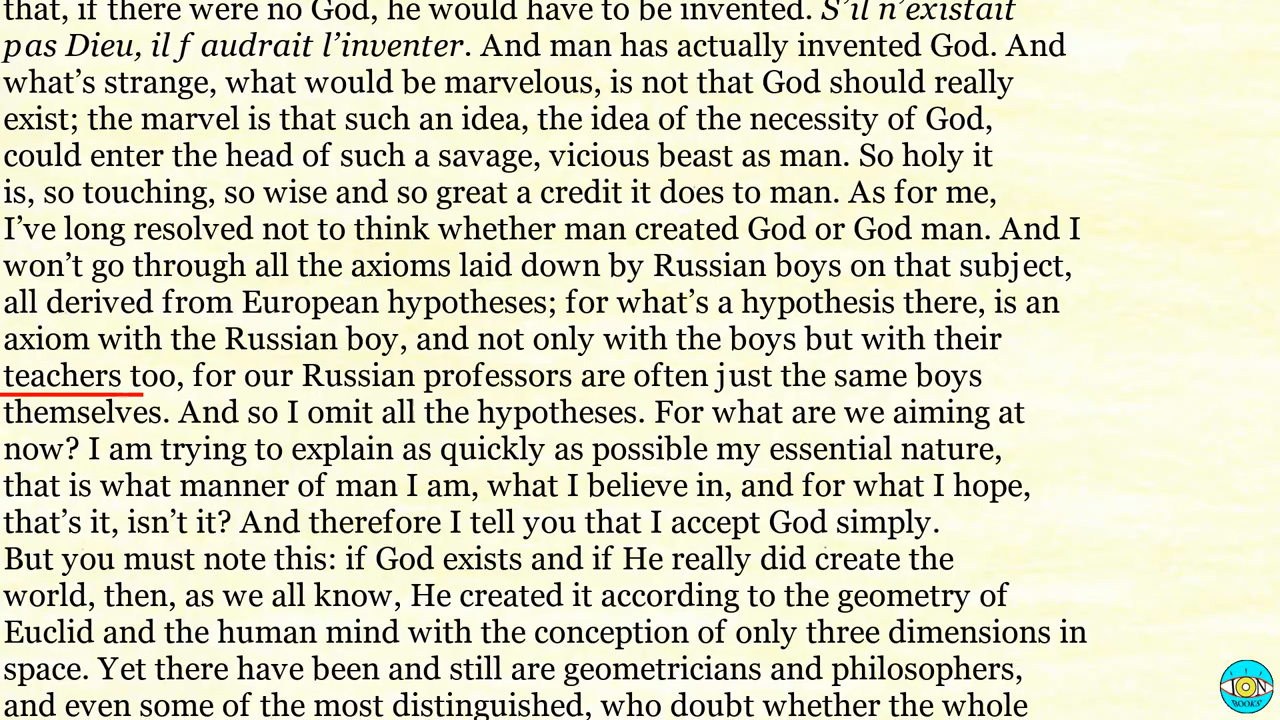 that, if there were no God, he would have to be invented. S’il n’existait
pas Dieu, il f audrait l’inventer. And man has actually invented God. And
what’s strange, what would be marvelous, is not that God should really
exist; the marvel is that such an idea, the idea of the necessity of God,
could enter the head of such a savage, vicious beast as man. So holy it
is, so touching, so wise and so great a credit it does to man. As for me,
I’ve long resolved not to think whether man created God or God man. And I
won’t go through all the axioms laid down by Russian boys on that subject,
all derived from European hypotheses; for what’s a hypothesis there, is an
axiom with the Russian boy, and not only with the boys but with their
teachers too, for our Russian professors are often just the same boys
themselves. And so I omit all the hypotheses. For what are we aiming at
now? I am trying to explain as quickly as possible my essential nature,
that is what manner of man I am, what I believe in, and for what I hope,
that’s it, isn’t it? And therefore I tell you that I accept God simply.
But you must note this: if God exists and if He really did create the
world, then, as we all know, He created it according to the geometry of
Euclid and the human mind with the conception of only three dimensions in
space. Yet there have been and still are geometricians and philosophers,
and even some of the most distinguished, who doubt whether the whole
ION
BOOKS